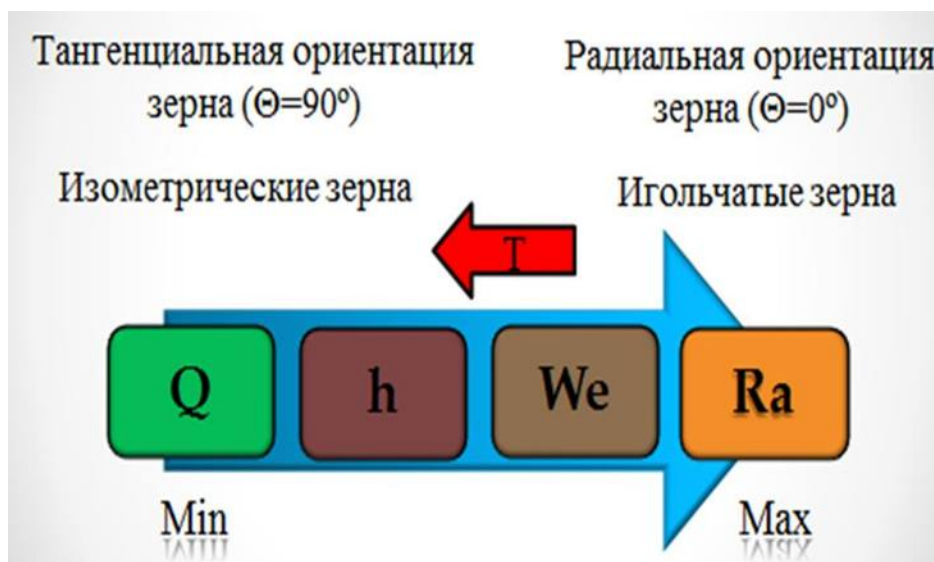 Тангенциальная ориентация
зерна (Θ=90º)
Радиальная ориентация
зерна (Θ=0º)
Изометрические зерна
Игольчатые зерна
T
Q
h
We
Ra
Min
Max